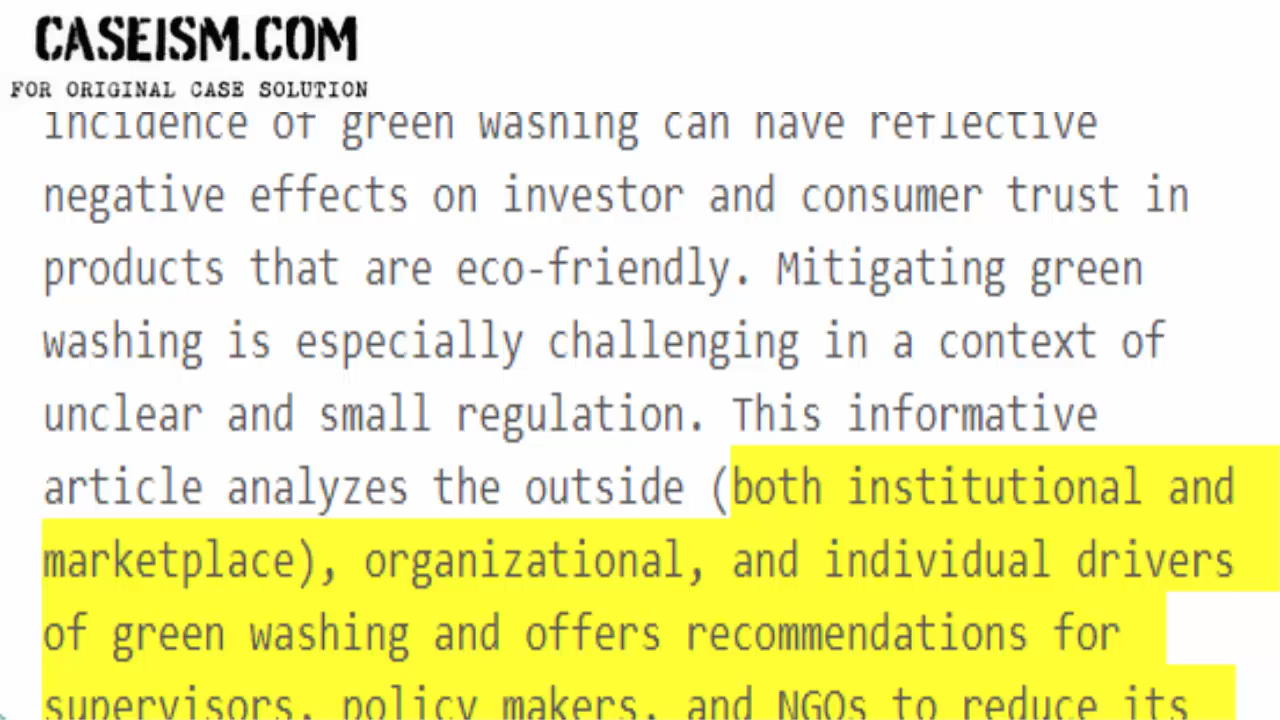 CASEISM.COM
FOR ORIGINAL CASE SOLUTION
incidence of green washing can have reflective
negative effects on investor and consumer trust in
products that are eco-friendly. Mitigating green
washing is especially challenging in a context of
unclear and small regulation. This informative
article analyzes the outside (both institutional and
marketplace), organizational, and individual drivers
of green washing and offers recommendations for
supervisors, policy makers, and NGOs to reduce its